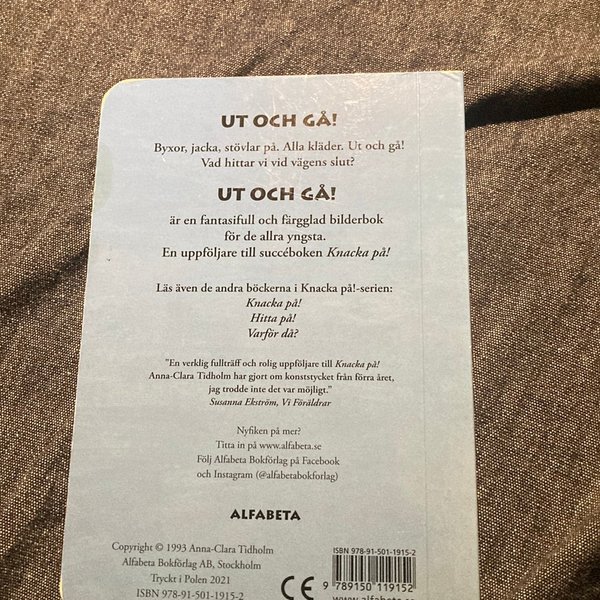 UT OCH GÅ!
Byxor, jacka, stövlar på. Alla kläder. Ut och gå!
Vad hittar vi vid vägens slut?
UT OCH GÅ!
är en fantasifull och färgglad bilderbok
för de allra yngsta.
En uppföljare till succéboken Knacka på!
Läs även de andra böckerna i Knacka på!-serien:
Knacka på!
Hitta på!
Varför då?
"En verklig fullträff och rolig uppföljare till Knacka på!
Anna-Clara Tidholm har gjort om konststycket från förra året,
jag trodde inte det var möjligt."
Susanna Ekström, Vi Föräldrar
Nyfiken på mer?
Titta in på www.alfabeta.se
Följ Alfabeta Bokförlag på Facebook
och Instagram (@alfabetabokforlag)
ALFABETA
Copyright © 1993 Anna-Clara Tidholm
Alfabeta Bokförlag AB, Stockholm
Tryckt i Polen 2021
ISBN 978-91-501-1915-2
CE
ISBN 978-91-501-1915-2
9 789150 119152
www.alfabeta.se